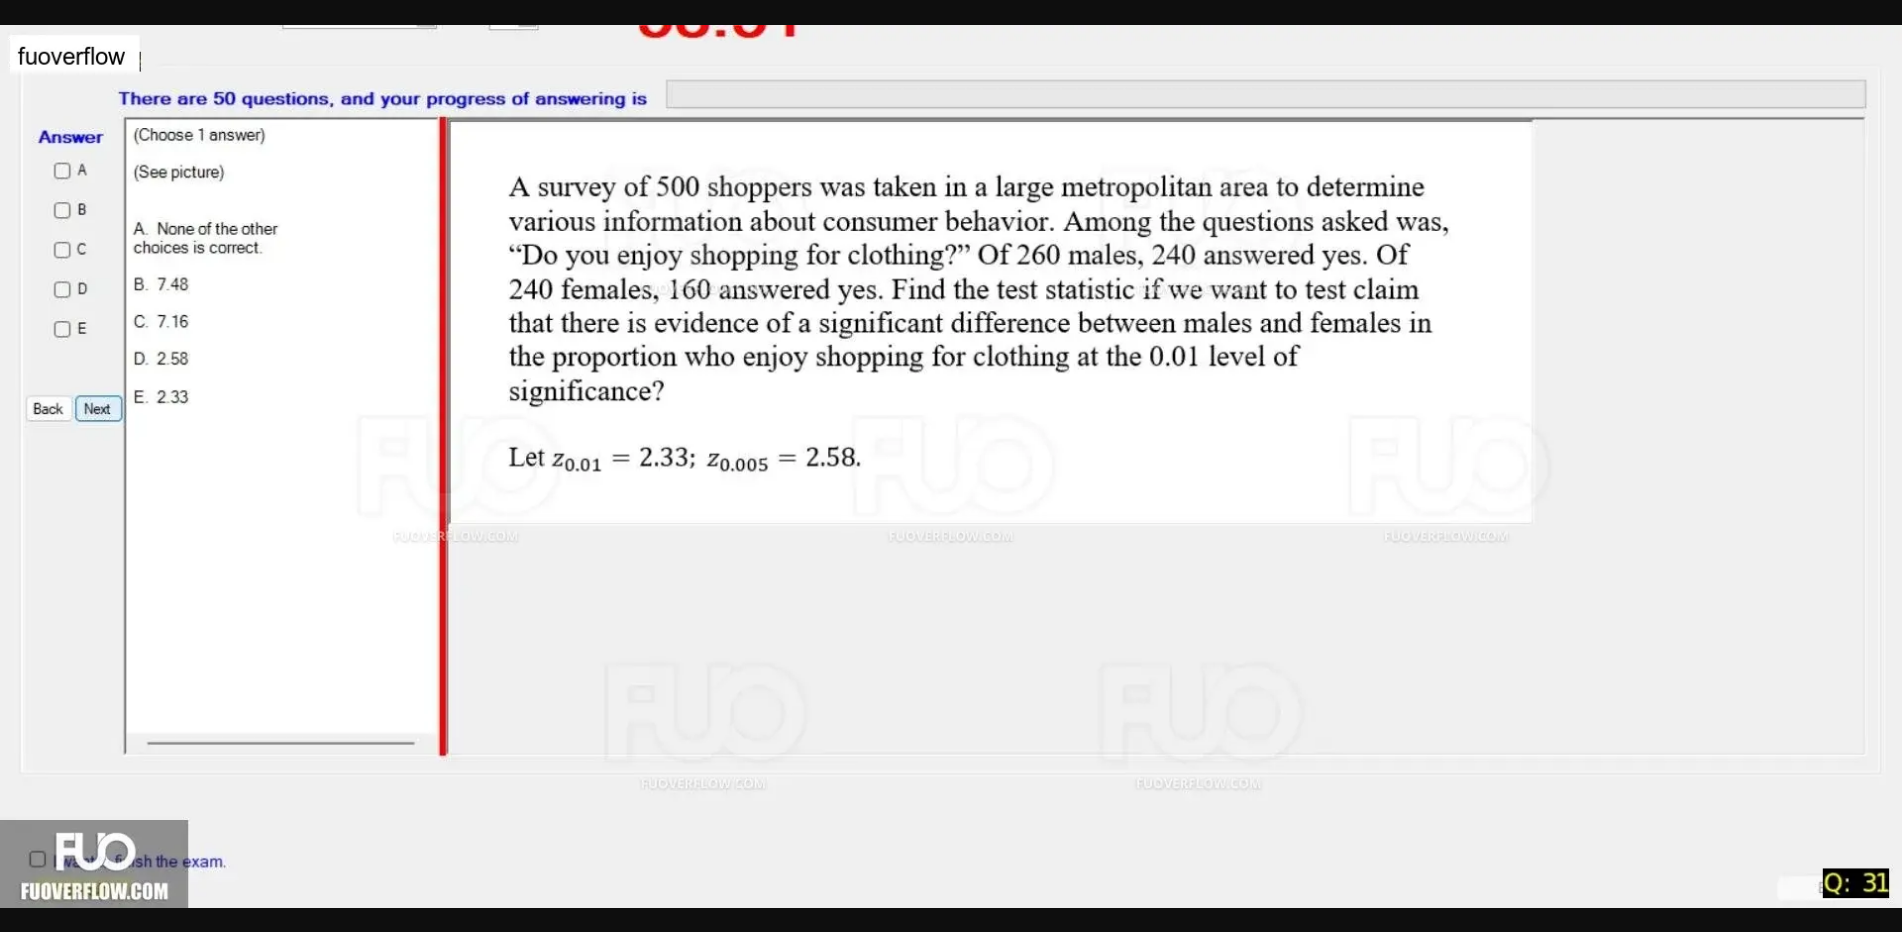 fuoverflow
There are 50 questions, and your progress of answering is
Answer
A
B
C
D
E
Back
Next
(Choose 1 answer)
(See picture)
A. None of the other
choices is correct.
B. 7.48
C. 7.16
D. 2.58
E. 2.33
A survey of 500 shoppers was taken in a large metropolitan area to determine
various information about consumer behavior. Among the questions asked was,
“Do you enjoy shopping for clothing?” Of 260 males, 240 answered yes. Of
240 females, 160 answered yes. Find the test statistic if we want to test claim
that there is evidence of a significant difference between males and females in
the proportion who enjoy shopping for clothing at the 0.01 level of
significance?
Let z0.01 = 2.33; z0.005 = 2.58.
FUO FUO FUO
FUOVERFLOW.COM FUOVERFLOW.COM FUOVERFLOW.COM
FUO FUO
FUOVERFLOW.COM FUOVERFLOW.COM
FUO
the exam.
FUOVERFLOW.COM
Q: 31